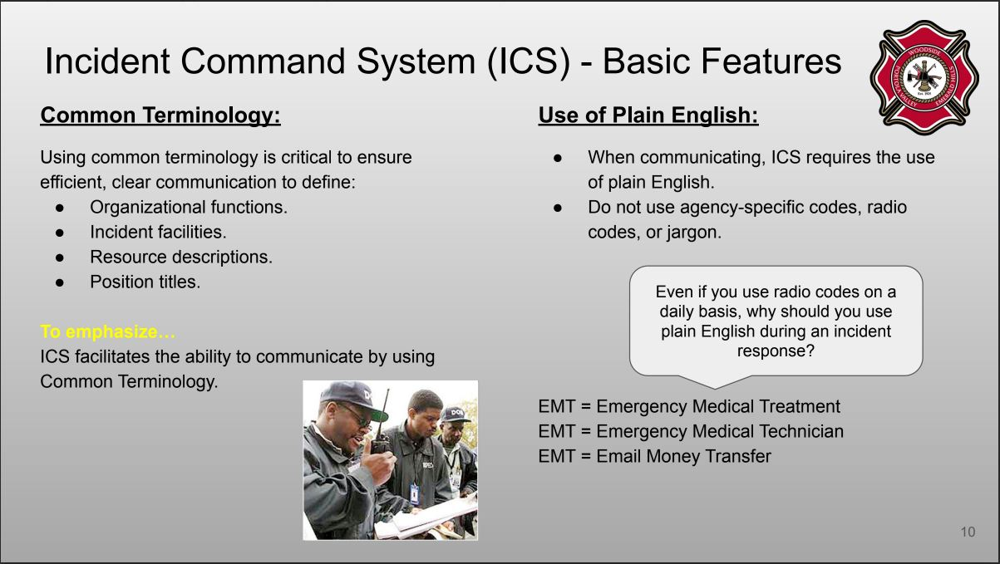 Incident Command System (ICS) - Basic Features
WOODSIDE
PORTOLA VALLEY
EMERALD HILLS
Common Terminology:
Using common terminology is critical to ensure
efficient, clear communication to define:
● Organizational functions.
● Incident facilities.
● Resource descriptions.
● Position titles.
To emphasize…
ICS facilitates the ability to communicate by using
Common Terminology.
Use of Plain English:
● When communicating, ICS requires the use
of plain English.
● Do not use agency-specific codes, radio
codes, or jargon.
Even if you use radio codes on a
daily basis, why should you use
plain English during an incident
response?
EMT = Emergency Medical Treatment
EMT = Emergency Medical Technician
EMT = Email Money Transfer
10